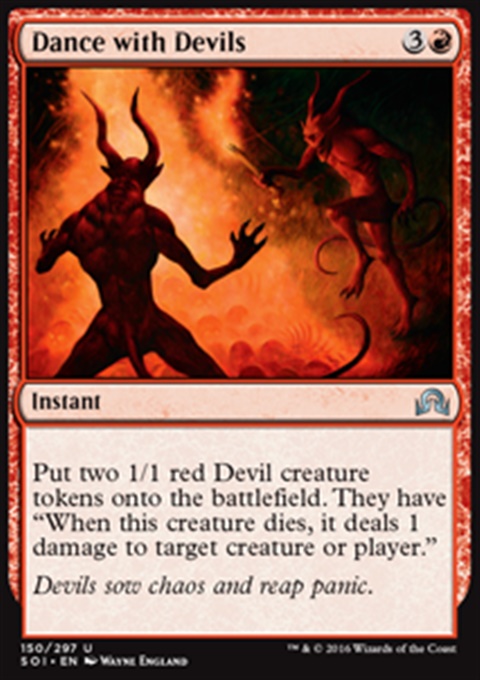 Dance with Devils 3
Instant
Put two 1/1 red Devil creature
tokens onto the battlefield. They have
“When this creature dies, it deals 1
damage to target creature or player.”
Devils sow chaos and reap panic.
150/297 U
SOI • EN Wayne England
™ & © 2016 Wizards of the Coast